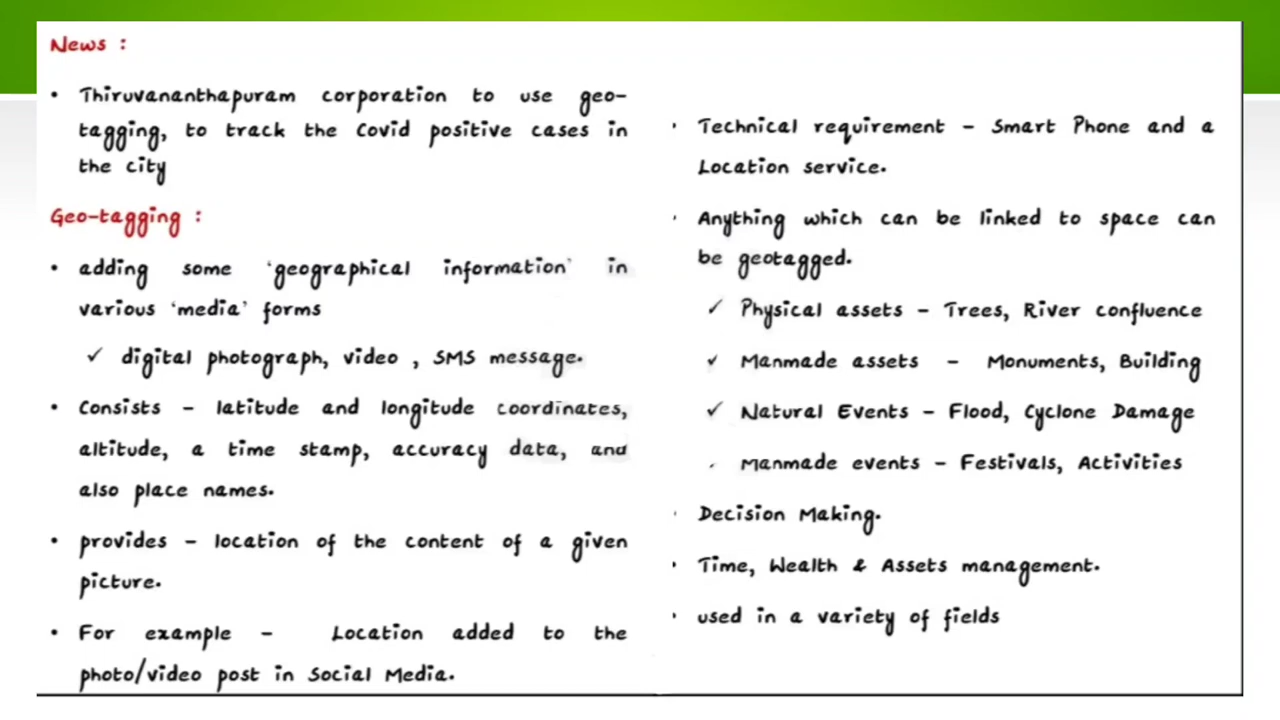 News :
• Thiruvananthapuram corporation to use geo-
tagging, to track the Covid positive cases in
the city
Geo-tagging :
• adding some 'geographical information' in
various 'media' forms
✓ digital photograph, video , SMS message.
• Consists - latitude and longitude coordinates,
altitude, a time stamp, accuracy data, and
also place names.
• provides - location of the content of a given
picture.
• For example - Location added to the
photo/video post in Social Media.
• Technical requirement - Smart Phone and a
Location service.
• Anything which can be linked to space can
be geotagged.
✓ Physical assets - Trees, River confluence
✓ Manmade assets - Monuments, Building
✓ Natural Events - Flood, Cyclone Damage
✓ Manmade events - Festivals, Activities
• Decision Making.
• Time, Wealth & Assets management.
• used in a variety of fields